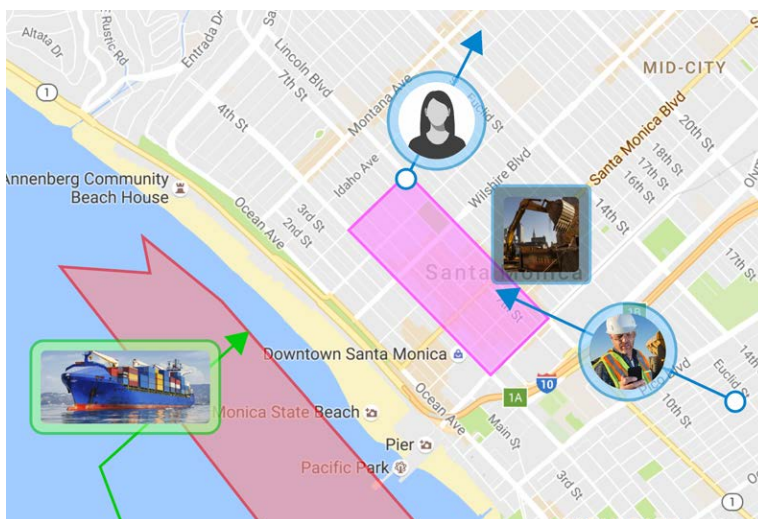 Altata Dr
Rustic Rd
Entrada Dr
Lincoln Blvd
7th St
1
4th St
Montana Ave
Euclid St
MID-CITY
20th St
Santa Monica Blvd
18th St
17th St
16th St
Idaho Ave
Wilshire Blvd
14th St
Annenberg Community
Beach House
3rd St
2nd St
Ocean Ave
17th St
Santa Monica
Downtown Santa Monica
10
1A
Pico Blvd
Euclid St
14th
10th St
Ocean Ave
Main St
Monica State Beach
Pier
Pacific Park
3rd St
1